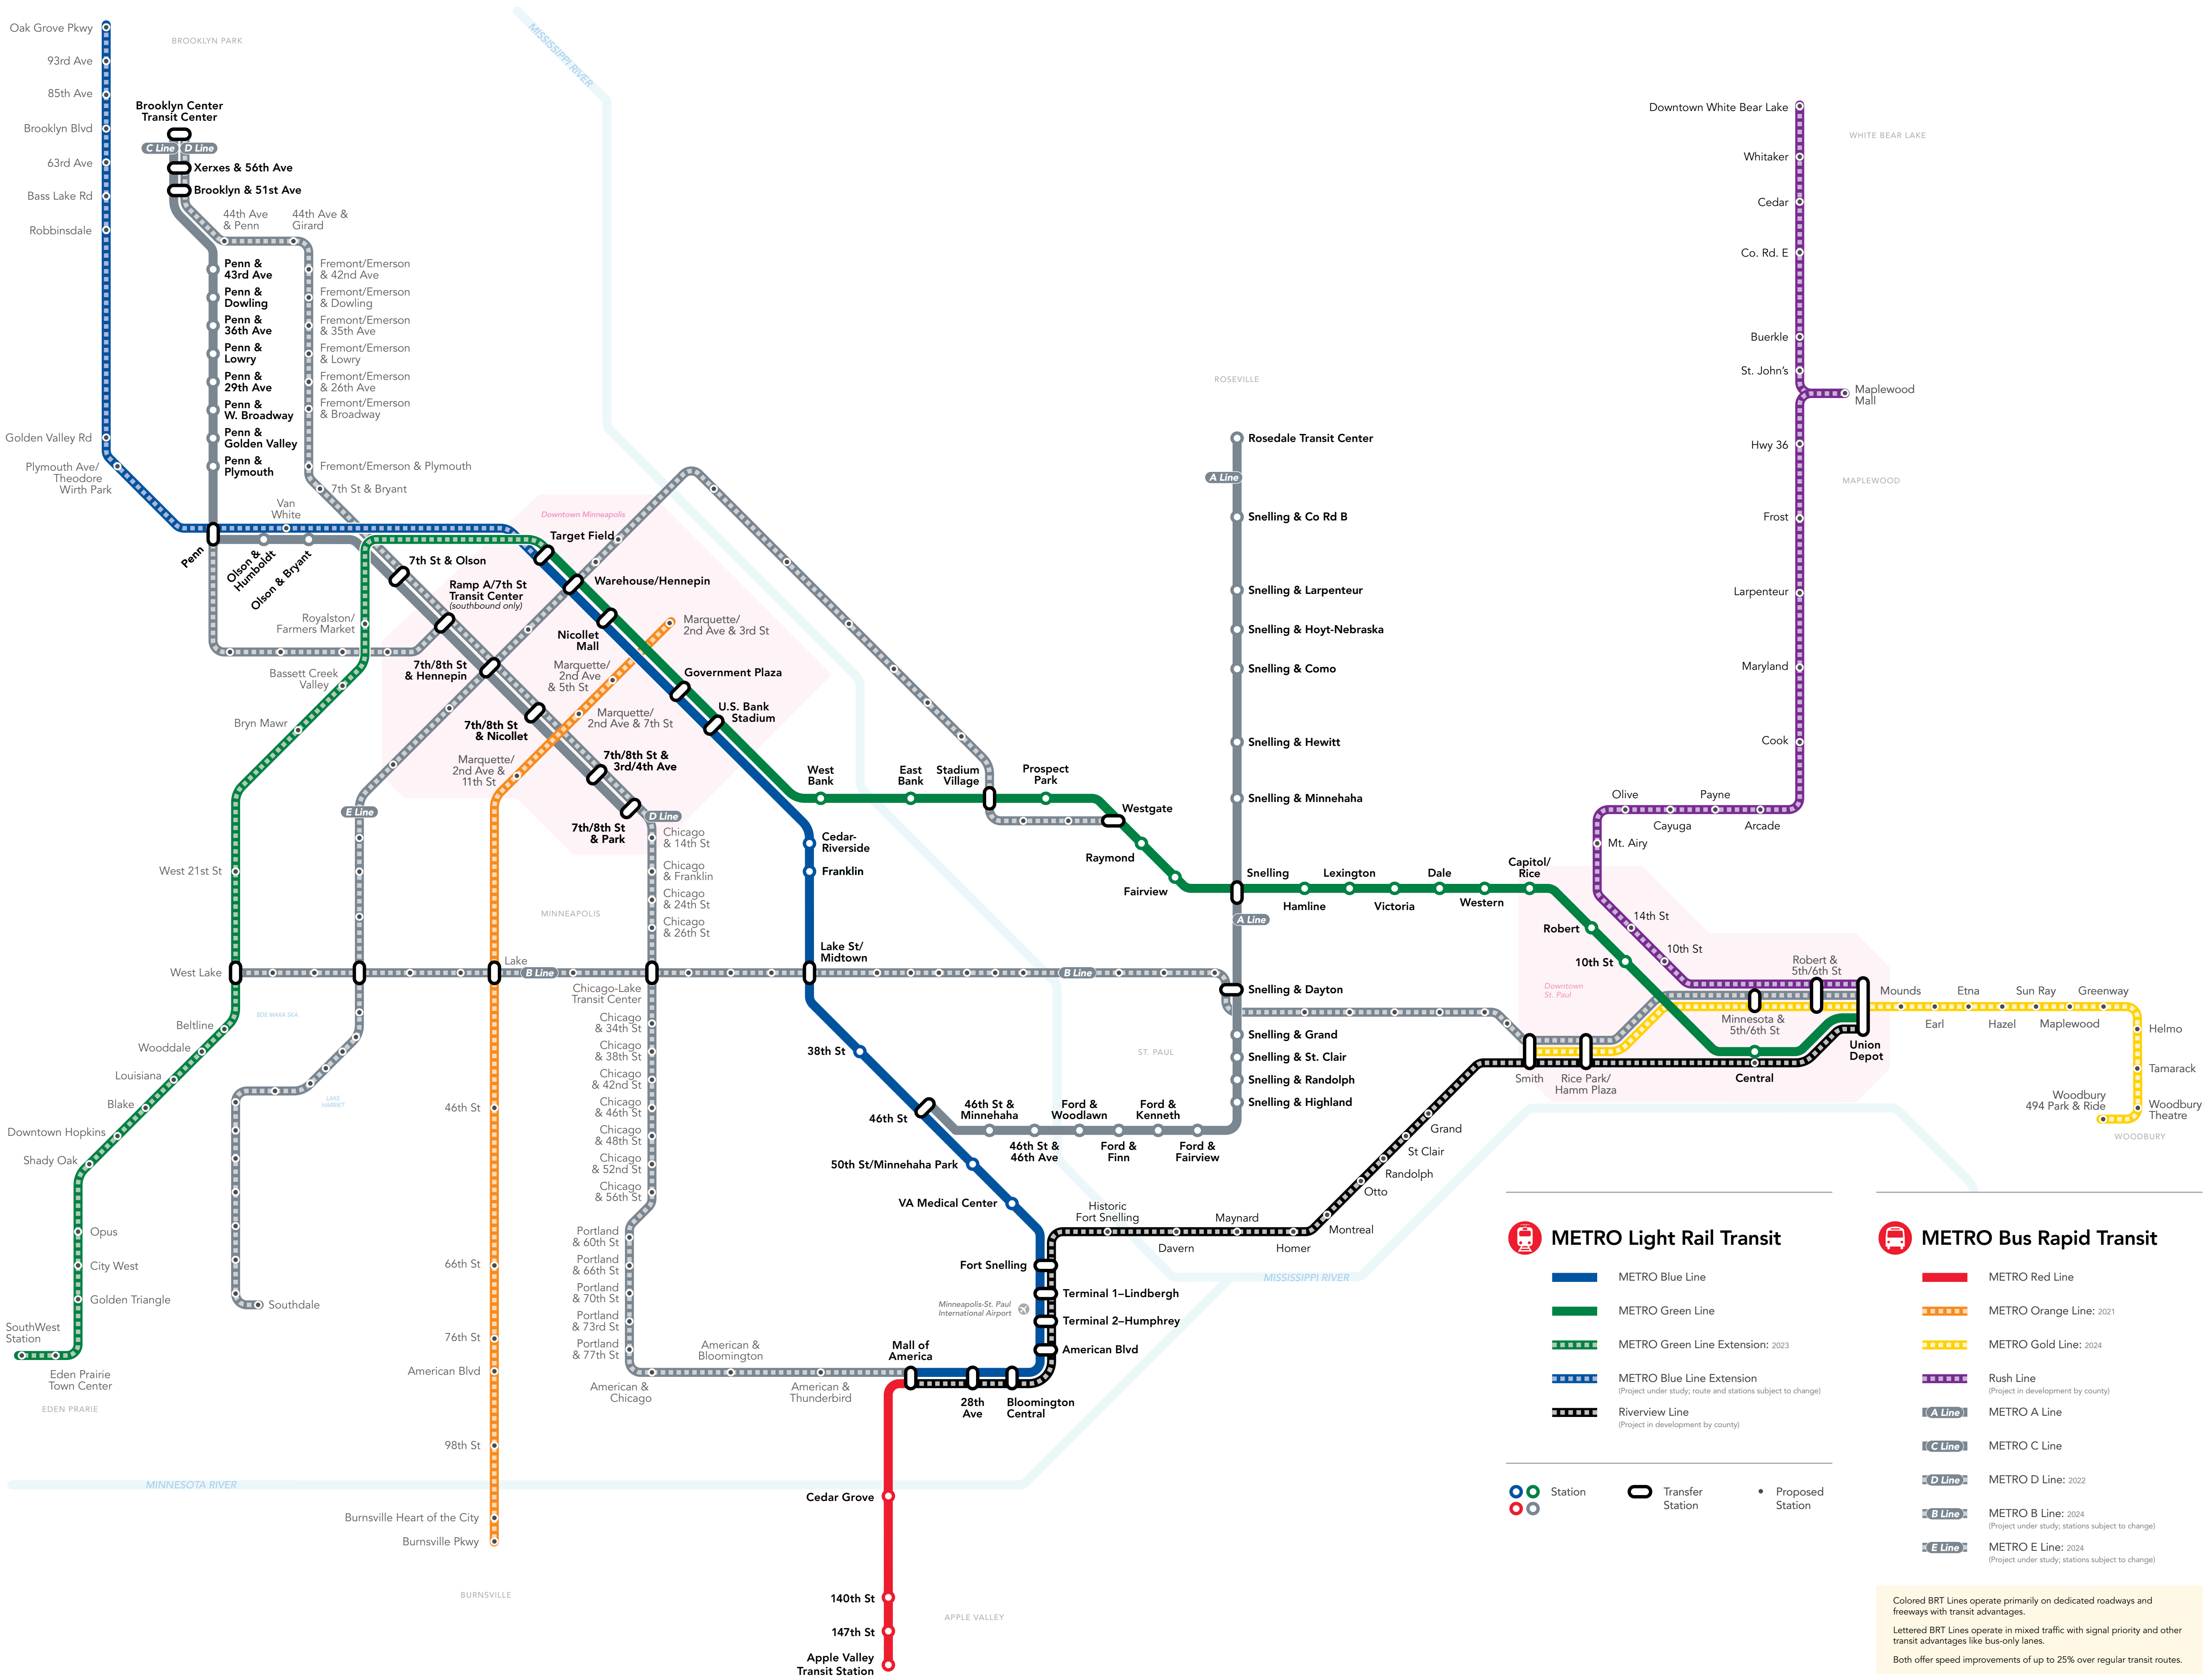 Oak Grove Pkwy
93rd Ave
85th Ave
Brooklyn Blvd
63rd Ave
Bass Lake Rd
Robbinsdale
Golden Valley Rd
Plymouth Ave/
Theodore
Wirth Park
BROOKLYN PARK
Brooklyn Center
Transit Center
C Line
D Line
Xerxes & 56th Ave
Brooklyn & 51st Ave
44th Ave
& Penn
44th Ave &
Girard
Penn &
43rd Ave
Penn &
Dowling
Penn &
36th Ave
Penn &
Lowry
Penn &
29th Ave
Penn &
W. Broadway
Penn &
Golden Valley
Penn &
Plymouth
Fremont/Emerson
& 42nd Ave
Fremont/Emerson
& Dowling
Fremont/Emerson
& 35th Ave
Fremont/Emerson
& Lowry
Fremont/Emerson
& 26th Ave
Fremont/Emerson
& Broadway
Fremont/Emerson & Plymouth
7th St & Bryant
Van
White
Penn
Olson &
Humboldt
Olson & Bryant
MISSISSIPPI RIVER
Downtown Minneapolis
Target Field
7th St & Olson
Ramp A/7th St
Transit Center
(southbound only)
Warehouse/Hennepin
Nicollet
Mall
Marquette/
2nd Ave & 3rd St
Royalston/
Farmers Market
Bassett Creek
Valley
Bryn Mawr
7th/8th St
& Hennepin
Marquette/
2nd Ave
& 5th St
Government Plaza
7th/8th St
& Nicollet
Marquette/
2nd Ave & 7th St
U.S. Bank
Stadium
Marquette/
2nd Ave &
11th St
7th/8th St &
3rd/4th Ave
7th/8th St
& Park
E Line
D Line
West
Bank
East
Bank
Stadium
Village
Prospect
Park
Westgate
Raymond
Fairview
Cedar-
Riverside
Franklin
Chicago
& 14th St
Chicago
& Franklin
Chicago
& 24th St
Chicago
& 26th St
MINNEAPOLIS
West 21st St
West Lake
Lake
B Line
Lake St/
Midtown
B Line
Chicago-Lake
Transit Center
Chicago
& 34th St
Chicago
& 38th St
Chicago
& 42nd St
Chicago
& 46th St
Chicago
& 48th St
Chicago
& 52nd St
Chicago
& 56th St
Portland
& 60th St
Portland
& 66th St
Portland
& 70th St
Portland
& 73rd St
Portland
& 77th St
American &
Chicago
American &
Bloomington
American &
Thunderbird
BDE MAKA SKA
LAKE
HARRIET
Beltline
Wooddale
Louisiana
Blake
Downtown Hopkins
Shady Oak
Opus
City West
Golden Triangle
SouthWest
Station
Eden Prairie
Town Center
EDEN PRARIE
Southdale
46th St
66th St
76th St
American Blvd
98th St
Burnsville Heart of the City
Burnsville Pkwy
MINNESOTA RIVER
BURNSVILLE
38th St
46th St
50th St/Minnehaha Park
VA Medical Center
Fort Snelling
Terminal 1–Lindbergh
Terminal 2–Humphrey
American Blvd
Minneapolis-St. Paul
International Airport
Mall of
America
28th
Ave
Bloomington
Central
Cedar Grove
140th St
147th St
Apple Valley
Transit Station
APPLE VALLEY
ROSEVILLE
Rosedale Transit Center
A Line
Snelling & Co Rd B
Snelling & Larpenteur
Snelling & Hoyt-Nebraska
Snelling & Como
Snelling & Hewitt
Snelling & Minnehaha
Snelling
Hamline
Lexington
Victoria
Dale
Western
Capitol/
Rice
A Line
Snelling & Dayton
Snelling & Grand
Snelling & St. Clair
Snelling & Randolph
Snelling & Highland
ST. PAUL
46th St &
Minnehaha
46th St &
46th Ave
Ford &
Woodlawn
Ford &
Finn
Ford &
Kenneth
Ford &
Fairview
Historic
Fort Snelling
Davern
Maynard
Homer
Montreal
Otto
Randolph
St Clair
Grand
MISSISSIPPI RIVER
Downtown White Bear Lake
WHITE BEAR LAKE
Whitaker
Cedar
Co. Rd. E
Buerkle
St. John's
Maplewood
Mall
Hwy 36
MAPLEWOOD
Frost
Larpenteur
Maryland
Cook
Olive
Cayuga
Payne
Arcade
Mt. Airy
14th St
10th St
Robert
10th St
Downtown
St. Paul
Robert &
5th/6th St
Minnesota &
5th/6th St
Smith
Rice Park/
Hamm Plaza
Central
Union
Depot
Mounds
Earl
Etna
Hazel
Sun Ray
Maplewood
Greenway
Helmo
Tamarack
Woodbury
Theatre
Woodbury
494 Park & Ride
WOODBURY
METRO Light Rail Transit
METRO Blue Line
METRO Green Line
METRO Green Line Extension: 2023
METRO Blue Line Extension
(Project under study; route and stations subject to change)
Riverview Line
(Project in development by county)
Station
Transfer
Station
Proposed
Station
METRO Bus Rapid Transit
METRO Red Line
METRO Orange Line: 2021
METRO Gold Line: 2024
Rush Line
(Project in development by county)
A Line
METRO A Line
C Line
METRO C Line
D Line
METRO D Line: 2022
B Line
METRO B Line: 2024
(Project under study; stations subject to change)
E Line
METRO E Line: 2024
(Project under study; stations subject to change)
Colored BRT Lines operate primarily on dedicated roadways and
freeways with transit advantages.
Lettered BRT Lines operate in mixed traffic with signal priority and other
transit advantages like bus-only lanes.
Both offer speed improvements of up to 25% over regular transit routes.